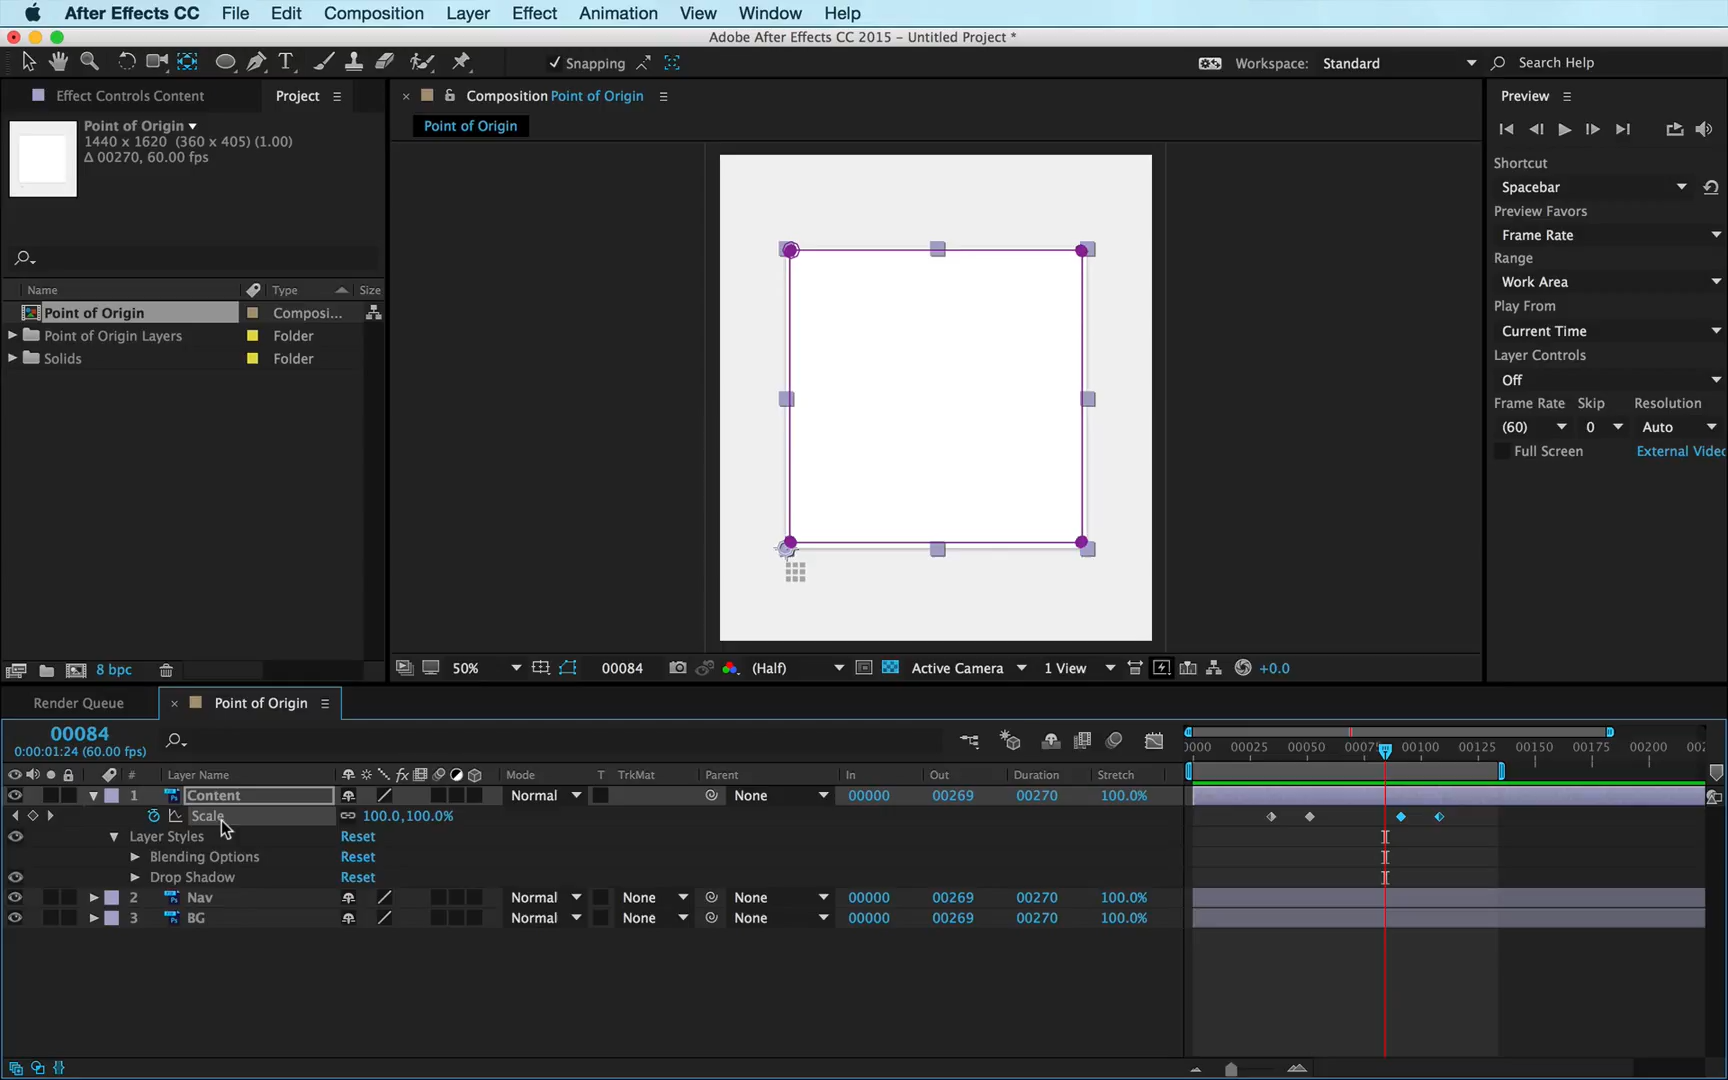 After Effects CC File Edit Composition Layer Effect Animation View Window Help
Adobe After Effects CC 2015 – Untitled Project *
Snapping Workspace: Standard Search Help
Effect Controls Content Project
Composition Point of Origin
Preview
Point of Origin
1440 x 1620 (360 x 405) (1.00)
Δ 00270, 60.00 fps
Point of Origin
Shortcut
Spacebar
Preview Favors
Frame Rate
Range
Work Area
Play From
Current Time
Layer Controls
Off
Frame Rate Skip Resolution
(60) 0 Auto
Full Screen External Video
Name Type Size
Point of Origin Composi...
Point of Origin Layers Folder
Solids Folder
8 bpc
50% 00084 (Half) Active Camera 1 View +0.0
Render Queue Point of Origin
00084
0:00:01:24 (60.00 fps)
0000 00025 00050 00075 00100 00125 00150 00175 00200
# Layer Name Mode T TrkMat Parent In Out Duration Stretch
1 Content Normal None 00000 00269 00270 100.0%
Scale 100.0,100.0%
Layer Styles Reset
Blending Options Reset
Drop Shadow Reset
2 Nav Normal None None 00000 00269 00270 100.0%
3 BG Normal None None 00000 00269 00270 100.0%